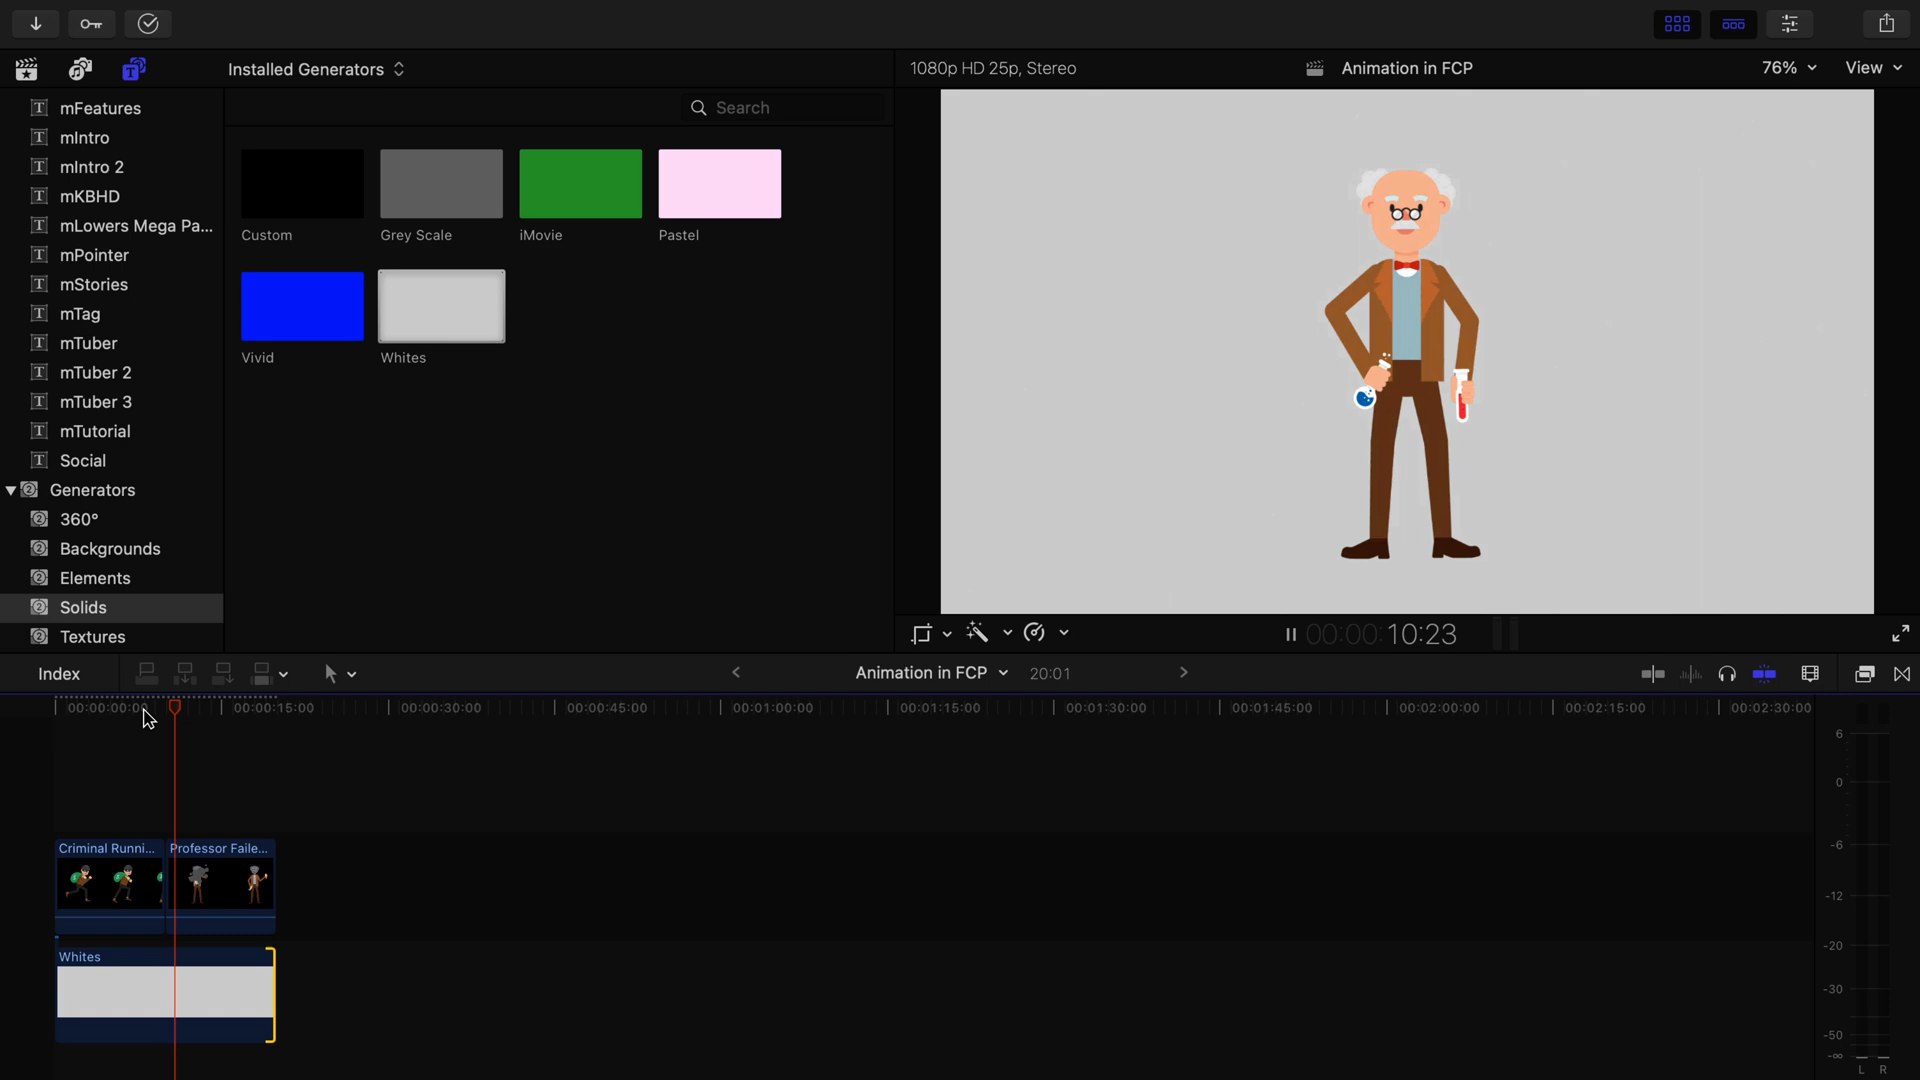 Installed Generators
1080p HD 25p, Stereo
Animation in FCP
76%
View
mFeatures
mIntro
mIntro 2
mKBHD
mLowers Mega Pa...
mPointer
mStories
mTag
mTuber
mTuber 2
mTuber 3
mTutorial
Social
Generators
360°
Backgrounds
Elements
Solids
Textures
Search
Custom
Grey Scale
iMovie
Pastel
Vivid
Whites
00:00:10:23
Index
Animation in FCP
20:01
00:00:00:00
00:00:15:00
00:00:30:00
00:00:45:00
00:01:00:00
00:01:15:00
00:01:30:00
00:01:45:00
00:02:00:00
00:02:15:00
00:02:30:00
Criminal Runni...
Professor Faile...
Whites
6
0
-6
-12
-20
-30
-50
-∞
L R